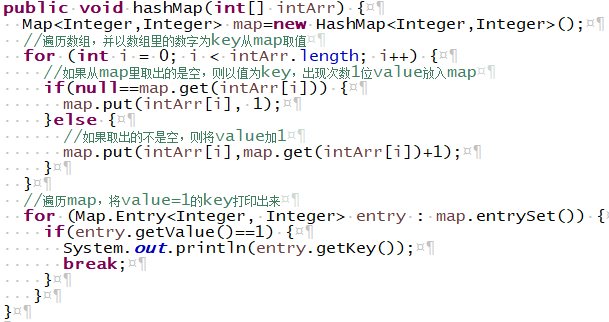 public void hashMap(int[] intArr) {
Map<Integer,Integer> map=new HashMap<Integer,Integer>();
//遍历数组，并以数组里的数字为key从map取值
for (int i = 0; i < intArr.length; i++) {
//如果从map里取出的是空，则以值为key，出现次数1位value放入map
if(null==map.get(intArr[i])) {
map.put(intArr[i], 1);
}else {
//如果取出的不是空，则将value加1
map.put(intArr[i],map.get(intArr[i])+1);
}
}
//遍历map，将value=1的key打印出来
for (Map.Entry<Integer, Integer> entry : map.entrySet()) {
if(entry.getValue()==1) {
System.out.println(entry.getKey());
break;
}
}
}